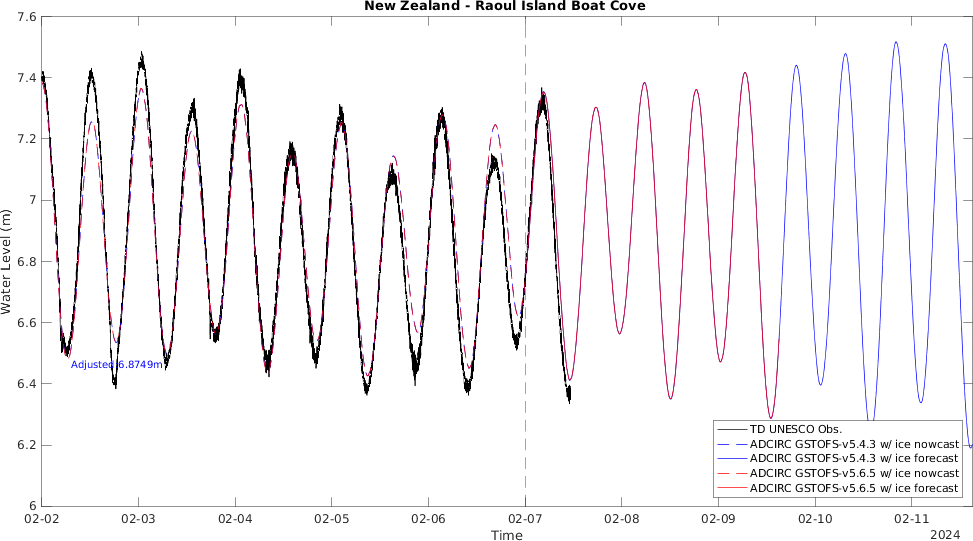 New Zealand - Raoul Island Boat Cove
Water Level (m)
7.6
7.4
7.2
7
6.8
6.6
6.4
6.2
6
Adjusted 6.8749m
TD UNESCO Obs.
ADCIRC GSTOFS-v5.4.3 w/ ice nowcast
ADCIRC GSTOFS-v5.4.3 w/ ice forecast
ADCIRC GSTOFS-v5.6.5 w/ ice nowcast
ADCIRC GSTOFS-v5.6.5 w/ ice forecast
02-02 02-03 02-04 02-05 02-06 02-07 02-08 02-09 02-10 02-11
Time
2024